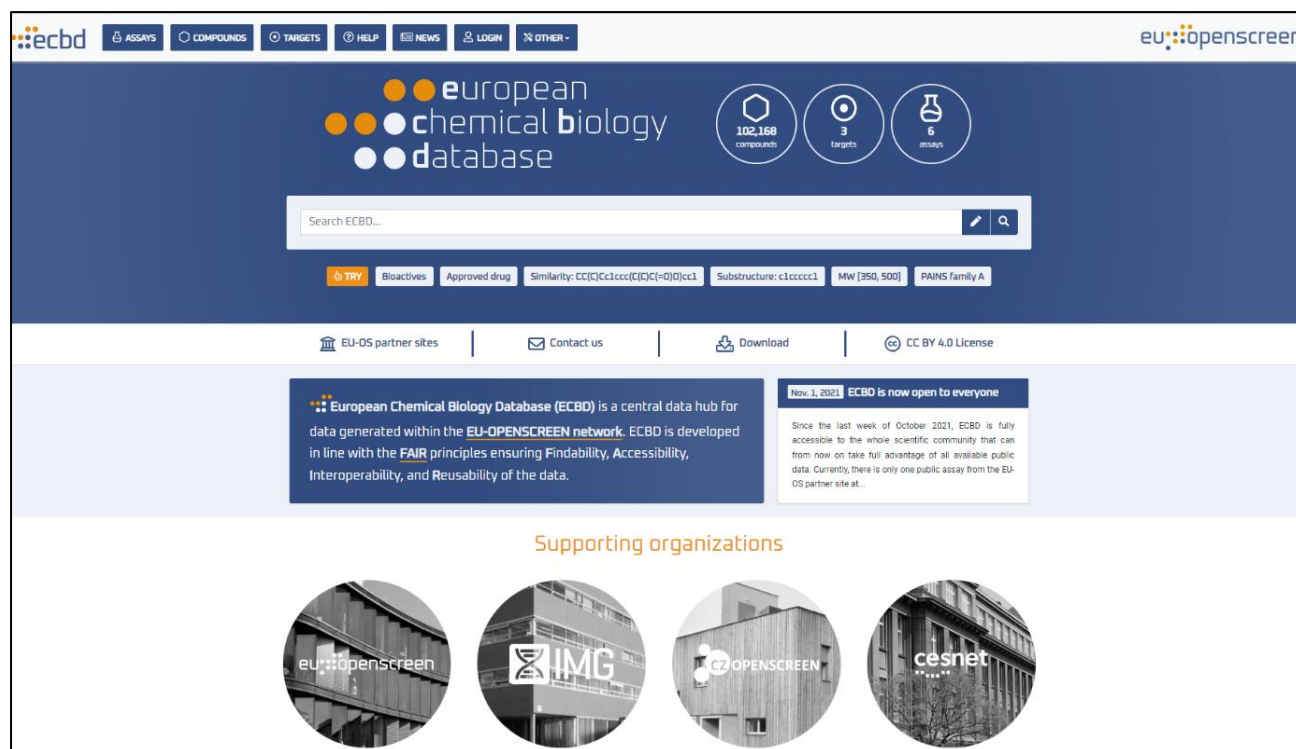 ecbd ASSAYS COMPOUNDS TARGETS HELP NEWS LOGIN OTHER eu openscreen
european
chemical biology
database
102,168 compounds
3 targets
6 assays
Search ECBD...
TRY Bioactives Approved drug Similarity: CC(C)Cc1ccc(C(C)C(=O)O)cc1 Substructure: c1ccccc1 MW [350, 500] PAINS family A
EU-OS partner sites Contact us Download cc CC BY 4.0 License
European Chemical Biology Database (ECBD) is a central data hub for
data generated within the EU-OPENSCREEN network. ECBD is developed
in line with the FAIR principles ensuring Findability, Accessibility,
Interoperability, and Reusability of the data.
Nov. 1, 2021 ECBD is now open to everyone
Since the last week of October 2021, ECBD is fully
accessible to the whole scientific community that can
from now on take full advantage of all available public
data. Currently, there is only one public assay from the EU-
OS partner site at...
Supporting organizations
eu openscreen IMG CZ OPENSCREEN cesnet